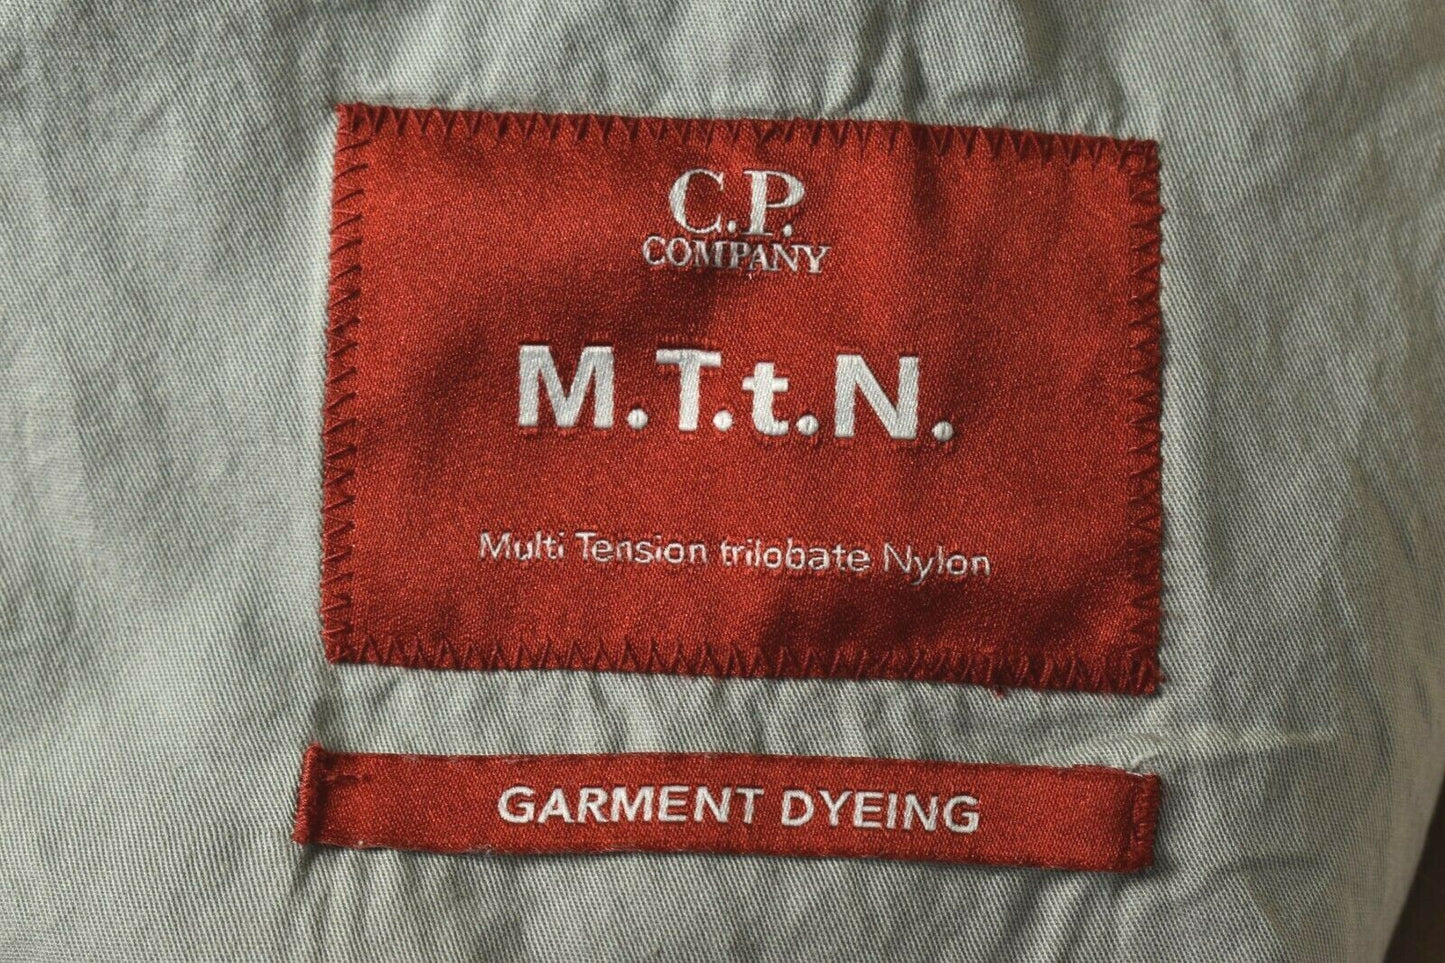 C.P.
COMPANY
M.T.t.N.
Multi Tension trilobate Nylon
GARMENT DYEING